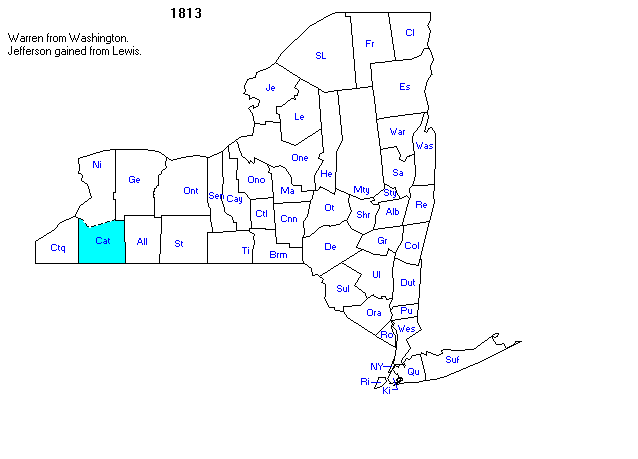 1813
Warren from Washington.
Jefferson gained from Lewis.
Cl
Fr
SL
Es
Je
Le
War
Was
One
Ni
He
Sa
Ge
Ono
Ont
Ma
Mty
Sty
Sen
Cay
Re
Ot
Alb
Ctl
Shr
Cnn
Cat
All
St
Gr
Col
Ctq
De
Ti
Brm
Ul
Dut
Sul
Pu
Ora
Wes
Ro
Suf
NY
Qu
Ri
Ki